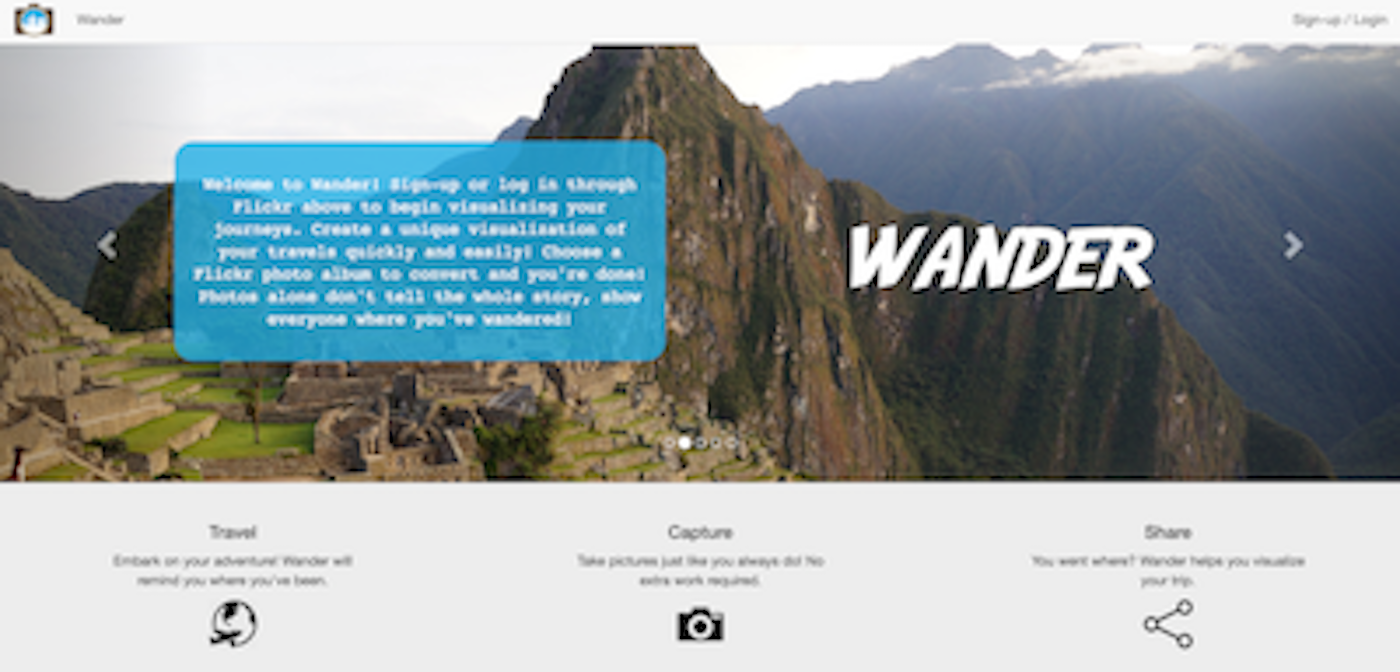 Wander
Sign-up / Login
Welcome to Wander! Sign-up or log in through
Flickr above to begin visualizing your
journeys. Create a unique visualization of
your travels quickly and easily! Choose a
Flickr photo album to convert and you're done!
Photos alone don't tell the whole story, show
everyone where you've wandered!
WANDER
Travel
Embark on your adventure! Wander will
remind you where you've been.
Capture
Take pictures just like you always do! No
extra work required.
Share
You went where? Wander helps you visualize
your trip.